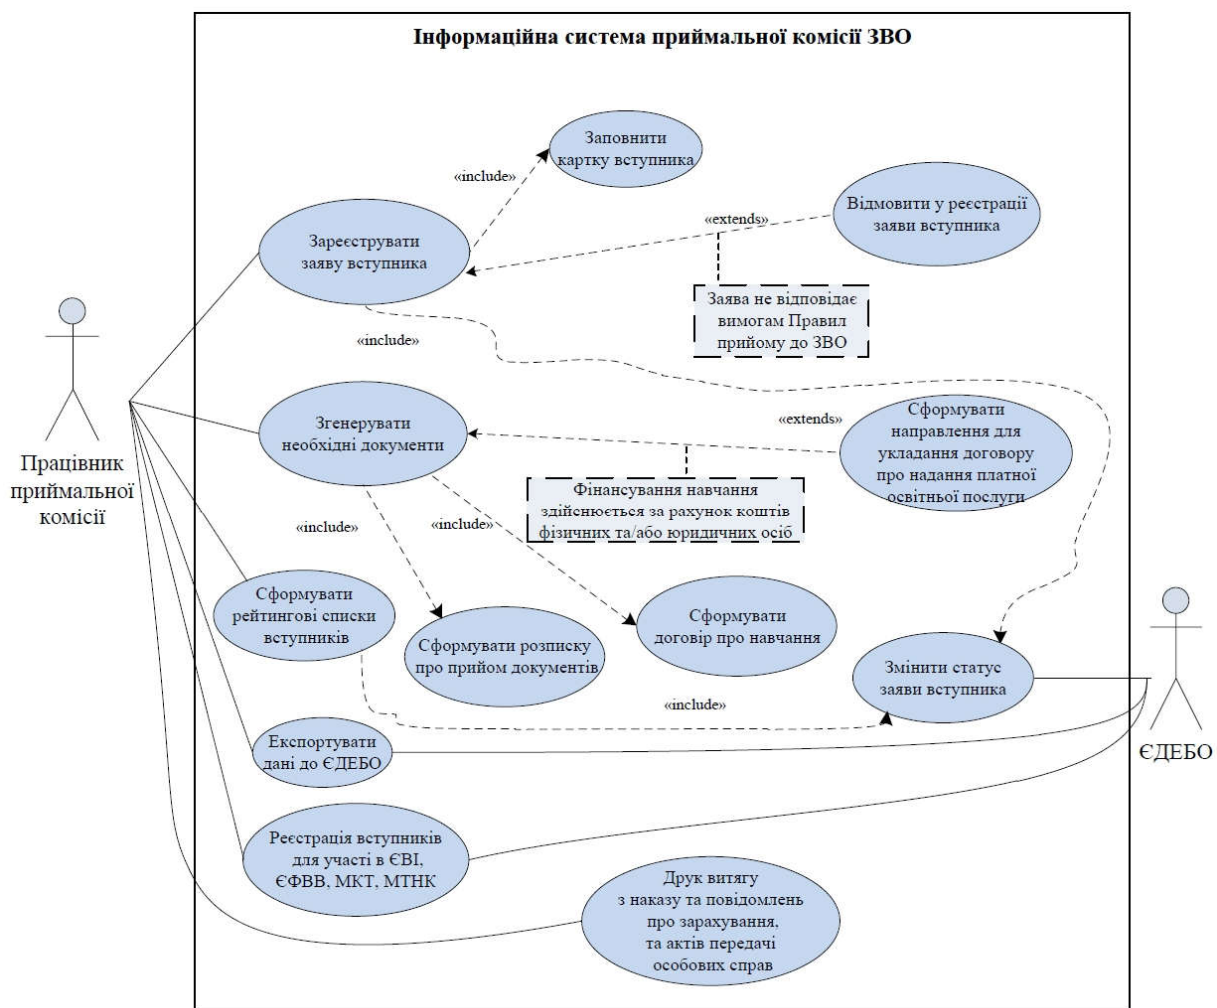 Інформаційна система приймальної комісії ЗВО
Заповнити
картку вступника
«include»
Відмовити у реєстрації
заяви вступника
«extends»
Зареєструвати
заяву вступника
Заява не відповідає
вимогам Правил
прийому до ЗВО
«include»
Працівник
приймальної
комісії
Згенерувати
необхідні документи
«extends»
Сформувати
направлення для
укладання договору
про надання платної
освітньої послуги
Фінансування навчання
здійснюється за рахунок коштів
фізичних та/або юридичних осіб
«include»
«include»
Сформувати
рейтингові списки
вступників
Сформувати розписку
про прийом документів
Сформувати
договір про навчання
Змінити статус
заяви вступника
«include»
ЄДЕБО
Експортувати
дані до ЄДЕБО
Реєстрація вступників
для участі в ЄВІ,
ЄФВВ, МКТ, МТНК
Друк витягу
з наказу та повідомлень
про зарахування,
та актів передачі
особових справ